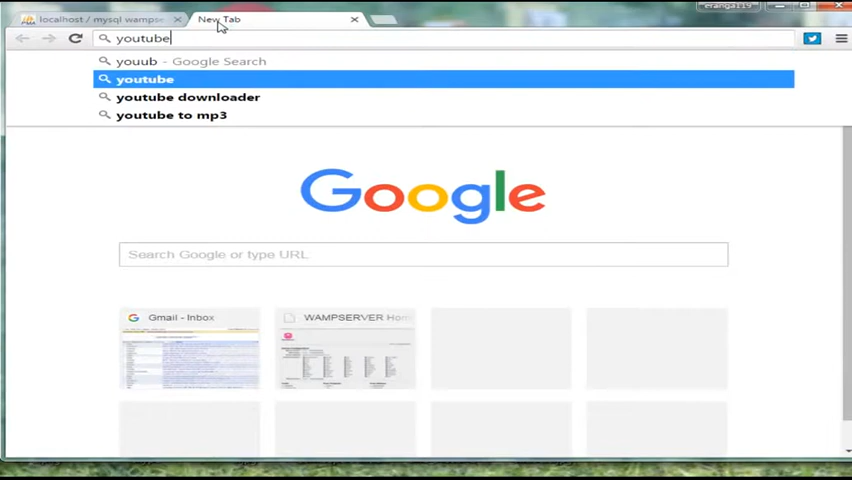 eranga119
localhost / mysql wampse
New Tab
youtube
youub - Google Search
youtube
youtube downloader
youtube to mp3
Google
Search Google or type URL
Gmail - Inbox
WAMPSERVER Hom